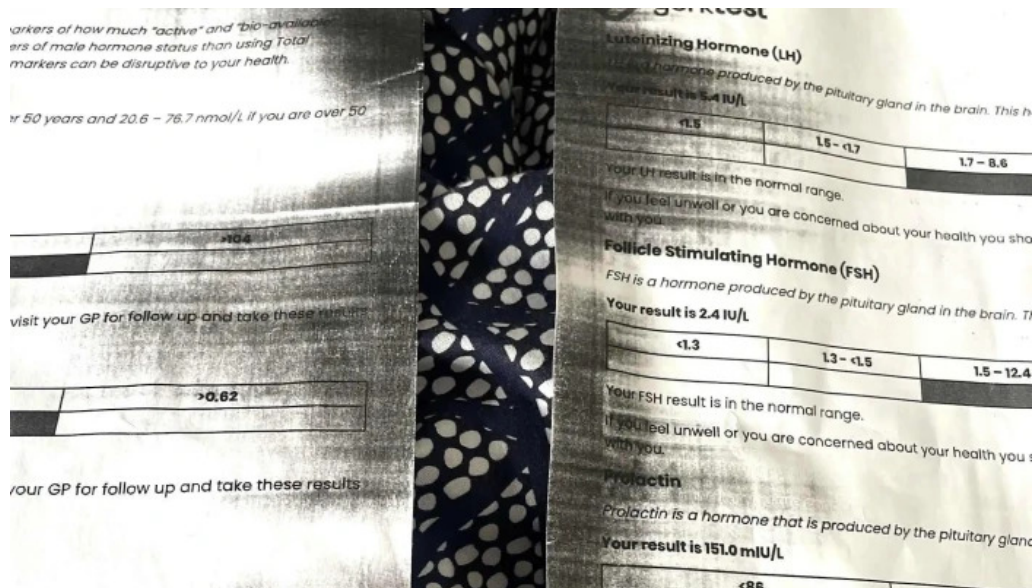 markers of how much "active" and "bio-available"
ers of male hormone status than using Total
markers can be disruptive to your health.
er 50 years and 20.6 – 76.7 nmol/L if you are over 50
>104
visit your GP for follow up and take these results
>0.62
your GP for follow up and take these results
Luteinizing Hormone (LH)
hormone produced by the pituitary gland in the brain. This h
Your result is 5.4 IU/L
<1.5
1.5 - <1.7
1.7 – 8.6
Your LH result is in the normal range.
If you feel unwell or you are concerned about your health you sho
with you.
Follicle Stimulating Hormone (FSH)
FSH is a hormone produced by the pituitary gland in the brain. Th
Your result is 2.4 IU/L
<1.3
1.3 - <1.5
1.5 – 12.4
Your FSH result is in the normal range.
If you feel unwell or you are concerned about your health you s
with you.
Prolactin
Prolactin is a hormone that is produced by the pituitary gland
Your result is 151.0 mIU/L
<86